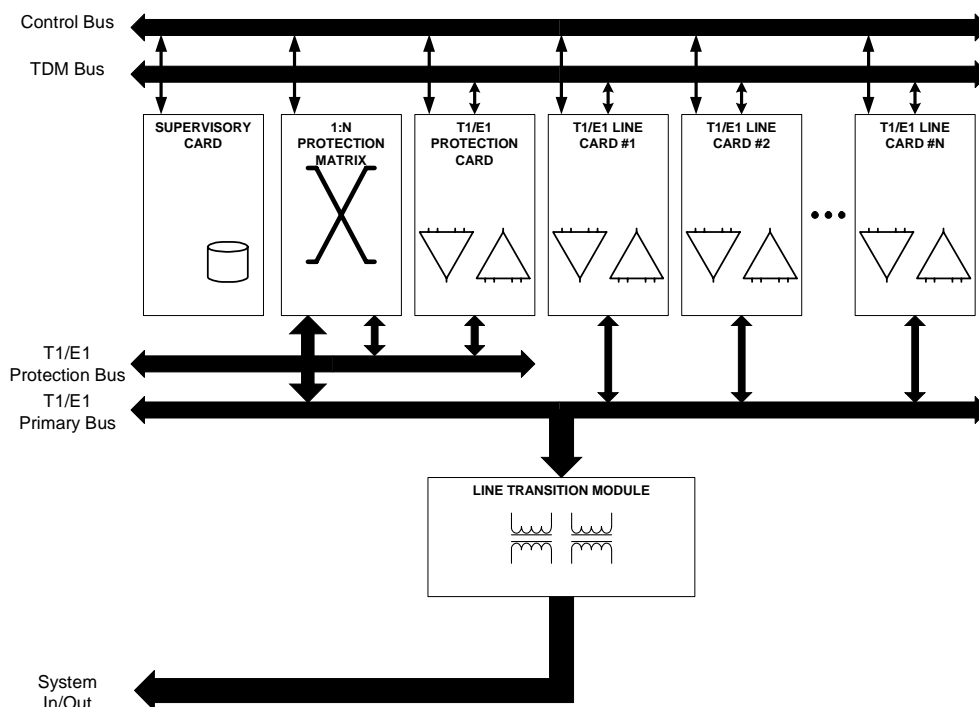 Control Bus
TDM Bus
SUPERVISORY
CARD
1:N
PROTECTION
MATRIX
T1/E1
PROTECTION
CARD
T1/E1 LINE
CARD #1
T1/E1 LINE
CARD #2
T1/E1 LINE
CARD #N
T1/E1
Protection Bus
T1/E1
Primary Bus
LINE TRANSITION MODULE
System
In/Out